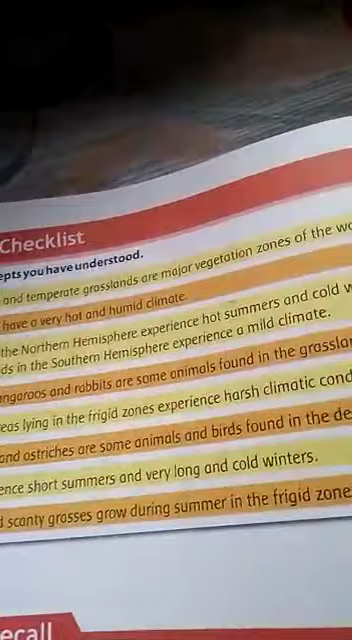 Checklist
epts you have understood.
and temperate grasslands are major vegetation zones of the wo
have a very hot and humid climate.
the Northern Hemisphere experience hot summers and cold w
ds in the Southern Hemisphere experience a mild climate.
ngaroos and rabbits are some animals found in the grasslan
eas lying in the frigid zones experience harsh climatic cond
and ostriches are some animals and birds found in the de
ence short summers and very long and cold winters.
d scanty grasses grow during summer in the frigid zone
ecall